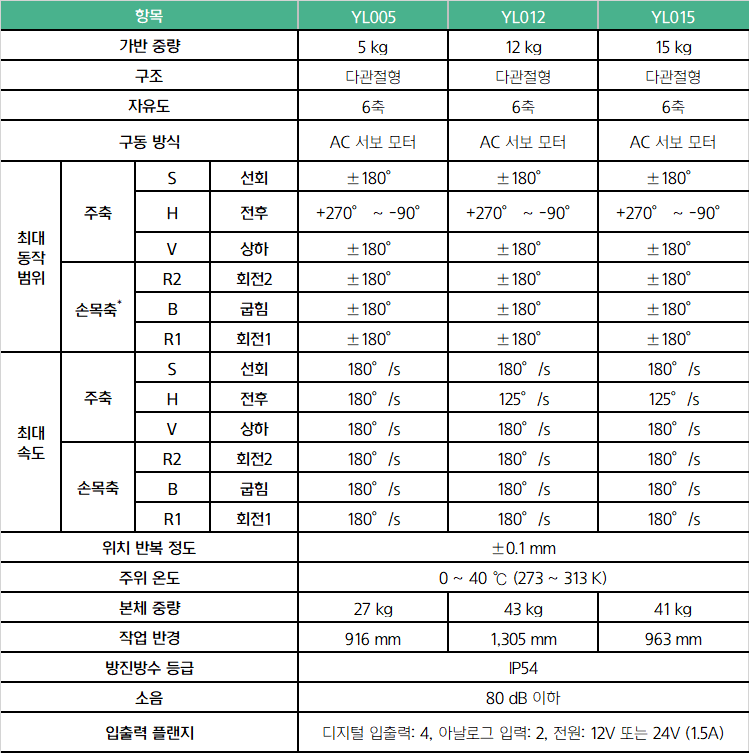 항목 YL005 YL012 YL015
가반 중량 5 kg 12 kg 15 kg
구조 다관절형 다관절형 다관절형
자유도 6축 6축 6축
구동 방식 AC 서보 모터 AC 서보 모터 AC 서보 모터
최대 동작 범위 주축 S 선회 ±180° ±180° ±180°
H 전후 +270° ~ -90° +270° ~ -90° +270° ~ -90°
V 상하 ±180° ±180° ±180°
손목축* R2 회전2 ±180° ±180° ±180°
B 굽힘 ±180° ±180° ±180°
R1 회전1 ±180° ±180° ±180°
최대 속도 주축 S 선회 180° /s 180° /s 180° /s
H 전후 180° /s 125° /s 125° /s
V 상하 180° /s 180° /s 180° /s
손목축 R2 회전2 180° /s 180° /s 180° /s
B 굽힘 180° /s 180° /s 180° /s
R1 회전1 180° /s 180° /s 180° /s
위치 반복 정도 ±0.1 mm
주위 온도 0 ~ 40 ℃ (273 ~ 313 K)
본체 중량 27 kg 43 kg 41 kg
작업 반경 916 mm 1,305 mm 963 mm
방진방수 등급 IP54
소음 80 dB 이하
입출력 플랜지 디지털 입출력: 4, 아날로그 입력: 2, 전원: 12V 또는 24V (1.5A)